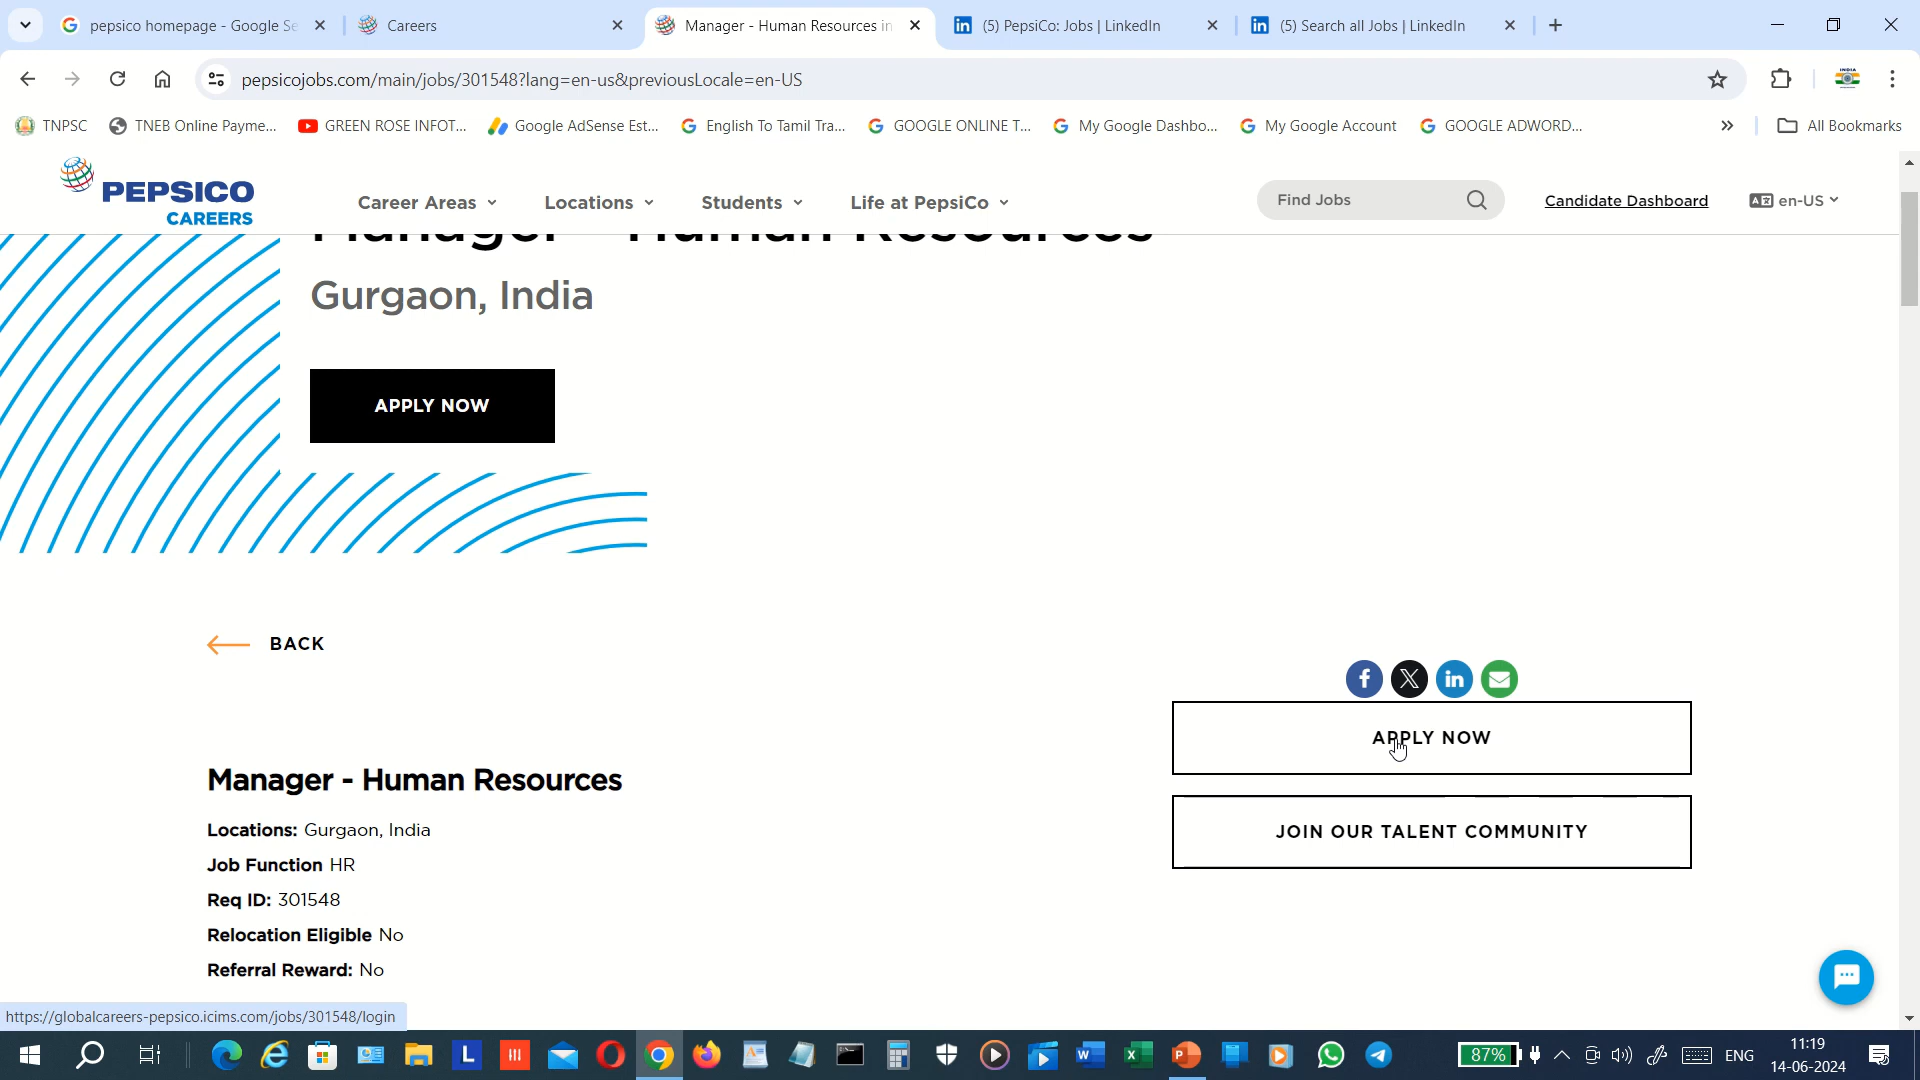 pepsico homepage - Google Se
Careers
Manager - Human Resources in
(5) PepsiCo: Jobs | LinkedIn
(5) Search all Jobs | LinkedIn
pepsicojobs.com/main/jobs/301548?lang=en-us&previousLocale=en-US
TNPSC
TNEB Online Payme...
GREEN ROSE INFOT...
Google AdSense Est...
English To Tamil Tra...
GOOGLE ONLINE T...
My Google Dashbo...
My Google Account
GOOGLE ADWORD...
All Bookmarks
PEPSICO
CAREERS
Career Areas
Locations
Students
Life at PepsiCo
Find Jobs
Candidate Dashboard
en-US
Manager - Human Resources
Gurgaon, India
APPLY NOW
BACK
APPLY NOW
JOIN OUR TALENT COMMUNITY
Manager - Human Resources
Locations: Gurgaon, India
Job Function HR
Req ID: 301548
Relocation Eligible No
Referral Reward: No
https://globalcareers-pepsico.icims.com/jobs/301548/login
87%
ENG
11:19
14-06-2024